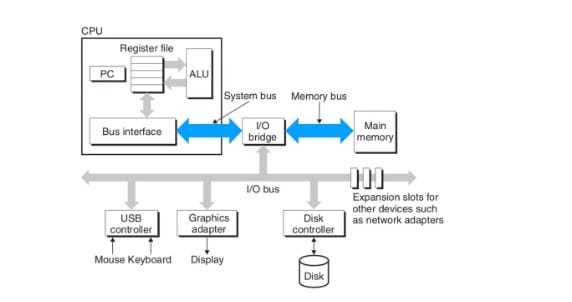 CPU
Register file
PC
ALU
System bus
Memory bus
Bus interface
I/O
bridge
Main
memory
I/O bus
Expansion slots for
other devices such
as network adapters
USB
controller
Graphics
adapter
Disk
controller
Mouse Keyboard
Display
Disk